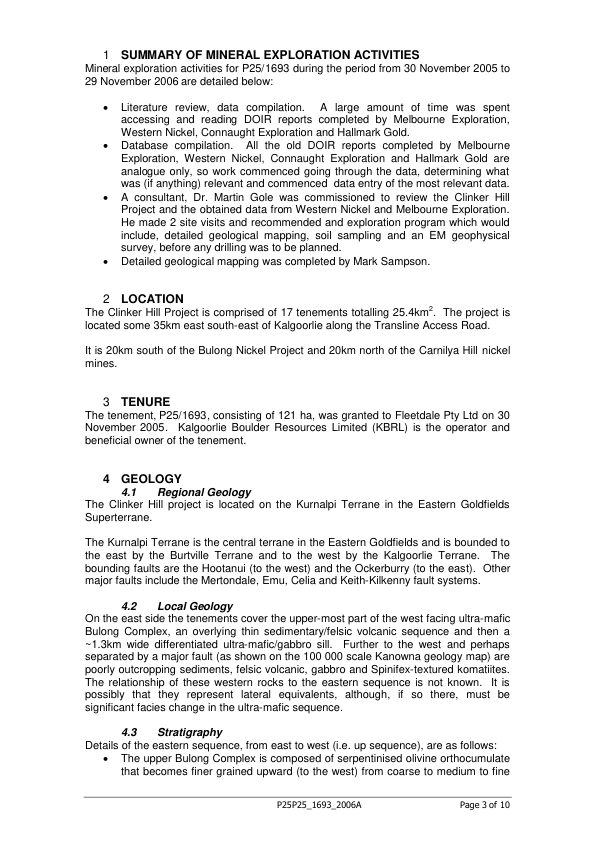 1 SUMMARY OF MINERAL EXPLORATION ACTIVITIES
Mineral exploration activities for P25/1693 during the period from 30 November 2005 to
29 November 2006 are detailed below:
• Literature review, data compilation. A large amount of time was spent
accessing and reading DOIR reports completed by Melbourne Exploration,
Western Nickel, Connaught Exploration and Hallmark Gold.
• Database compilation. All the old DOIR reports completed by Melbourne
Exploration, Western Nickel, Connaught Exploration and Hallmark Gold are
analogue only, so work commenced going through the data, determining what
was (if anything) relevant and commenced data entry of the most relevant data.
• A consultant, Dr. Martin Gole was commissioned to review the Clinker Hill
Project and the obtained data from Western Nickel and Melbourne Exploration.
He made 2 site visits and recommended and exploration program which would
include, detailed geological mapping, soil sampling and an EM geophysical
survey, before any drilling was to be planned.
• Detailed geological mapping was completed by Mark Sampson.
2 LOCATION
The Clinker Hill Project is comprised of 17 tenements totalling 25.4km². The project is
located some 35km east south-east of Kalgoorlie along the Transline Access Road.
It is 20km south of the Bulong Nickel Project and 20km north of the Carnilya Hill nickel
mines.
3 TENURE
The tenement, P25/1693, consisting of 121 ha, was granted to Fleetdale Pty Ltd on 30
November 2005. Kalgoorlie Boulder Resources Limited (KBRL) is the operator and
beneficial owner of the tenement.
4 GEOLOGY
4.1 Regional Geology
The Clinker Hill project is located on the Kurnalpi Terrane in the Eastern Goldfields
Superterrane.
The Kurnalpi Terrane is the central terrane in the Eastern Goldfields and is bounded to
the east by the Burtville Terrane and to the west by the Kalgoorlie Terrane. The
bounding faults are the Hootanui (to the west) and the Ockerburry (to the east). Other
major faults include the Mertondale, Emu, Celia and Keith-Kilkenny fault systems.
4.2 Local Geology
On the east side the tenements cover the upper-most part of the west facing ultra-mafic
Bulong Complex, an overlying thin sedimentary/felsic volcanic sequence and then a
~1.3km wide differentiated ultra-mafic/gabbro sill. Further to the west and perhaps
separated by a major fault (as shown on the 100 000 scale Kanowna geology map) are
poorly outcropping sediments, felsic volcanic, gabbro and Spinifex-textured komatiites.
The relationship of these western rocks to the eastern sequence is not known. It is
possibly that they represent lateral equivalents, although, if so there, must be
significant facies change in the ultra-mafic sequence.
4.3 Stratigraphy
Details of the eastern sequence, from east to west (i.e. up sequence), are as follows:
• The upper Bulong Complex is composed of serpentinised olivine orthocumulate
that becomes finer grained upward (to the west) from coarse to medium to fine
P25P25_1693_2006A Page 3 of 10